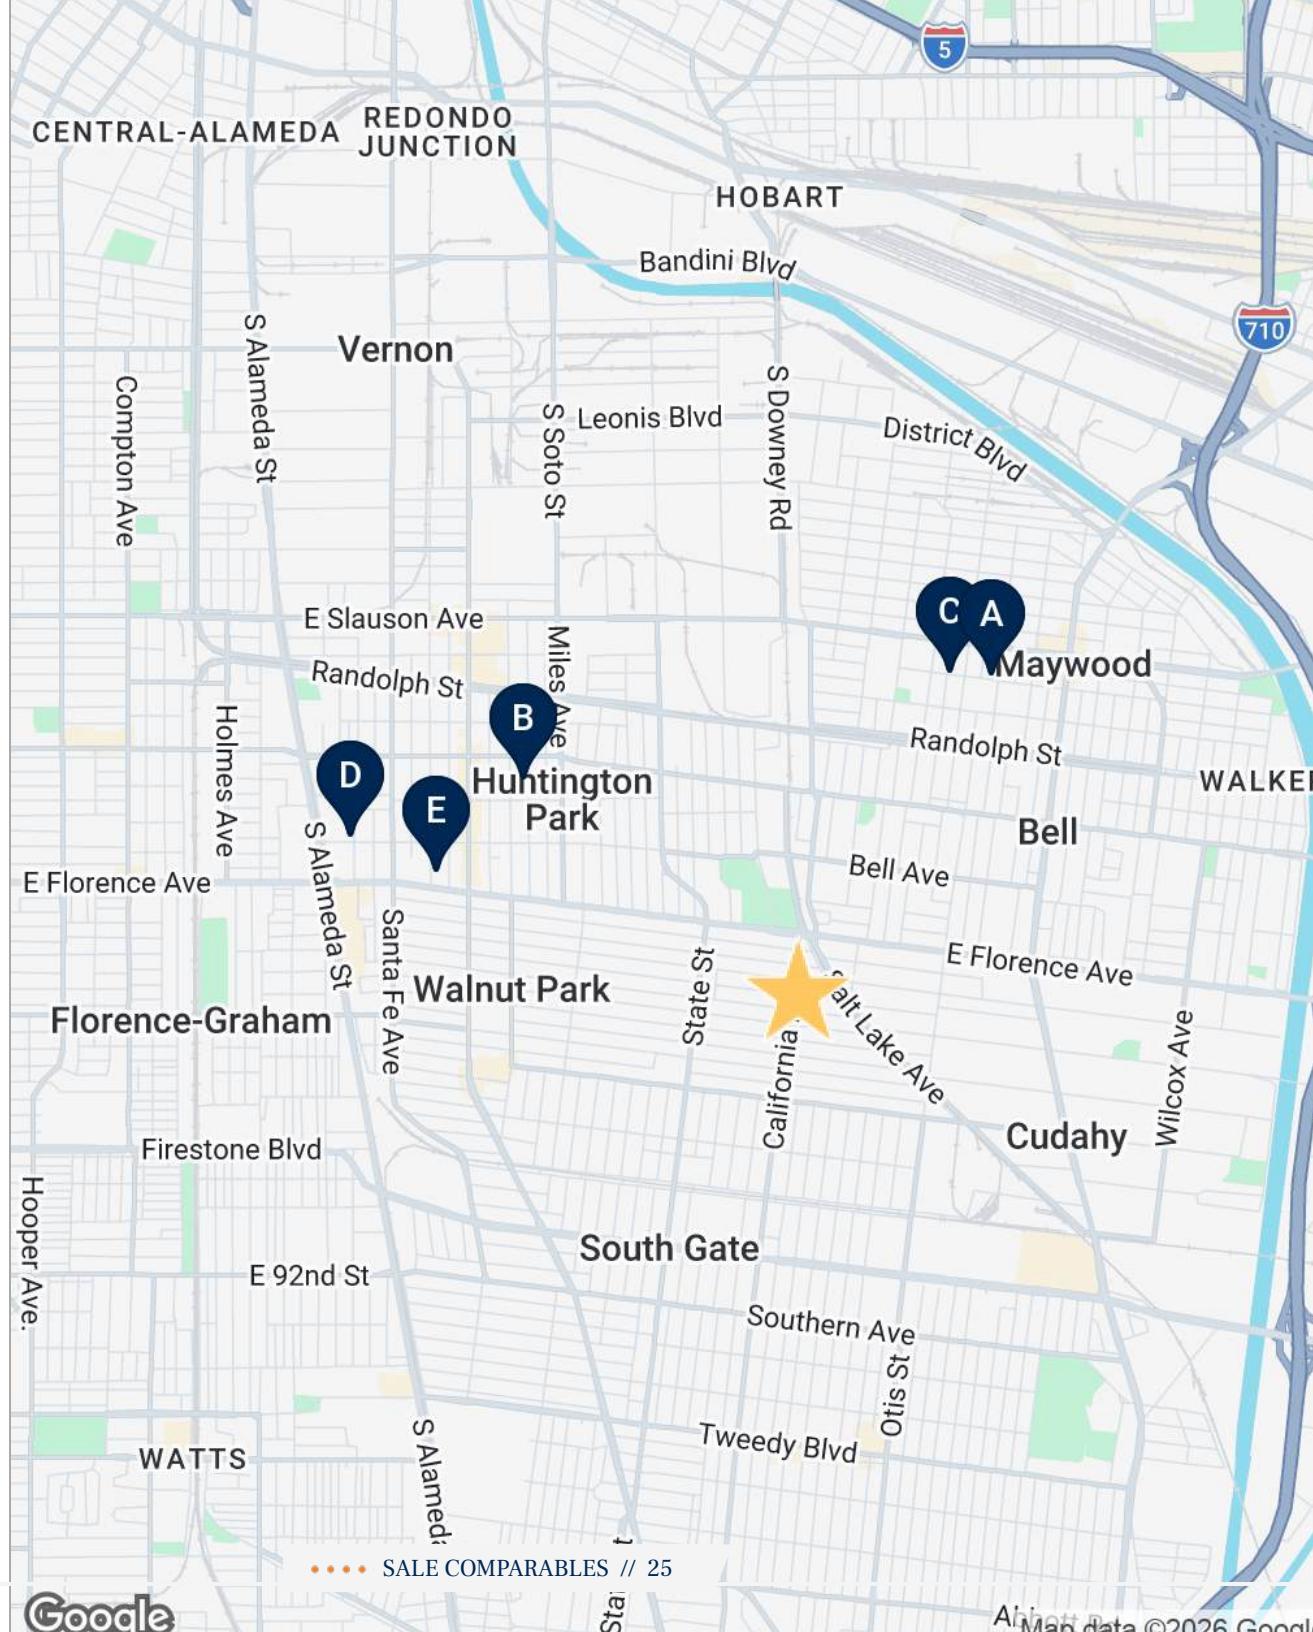 5
CENTRAL-ALAMEDA
REDONDO
JUNCTION
HOBART
Bandini Blvd
S Alameda St
Vernon
710
Compton Ave
S Soto St
Leonis Blvd
S Downey Rd
District Blvd
C
A
E Slauson Ave
Miles Ave
Maywood
Randolph St
B
Holmes Ave
Randolph St
D
Huntington
Park
WALKE
E
Bell
S Alameda St
Bell Ave
E Florence Ave
Santa Fe Ave
State St
E Florence Ave
Walnut Park
Salt Lake Ave
Florence-Graham
California
Wilcox Ave
Cudahy
Firestone Blvd
Hooper Ave.
South Gate
E 92nd St
Southern Ave
Otis St
Tweedy Blvd
WATTS
S Alameda
SALE COMPARABLES // 25
Google
Map data ©2026 Googl